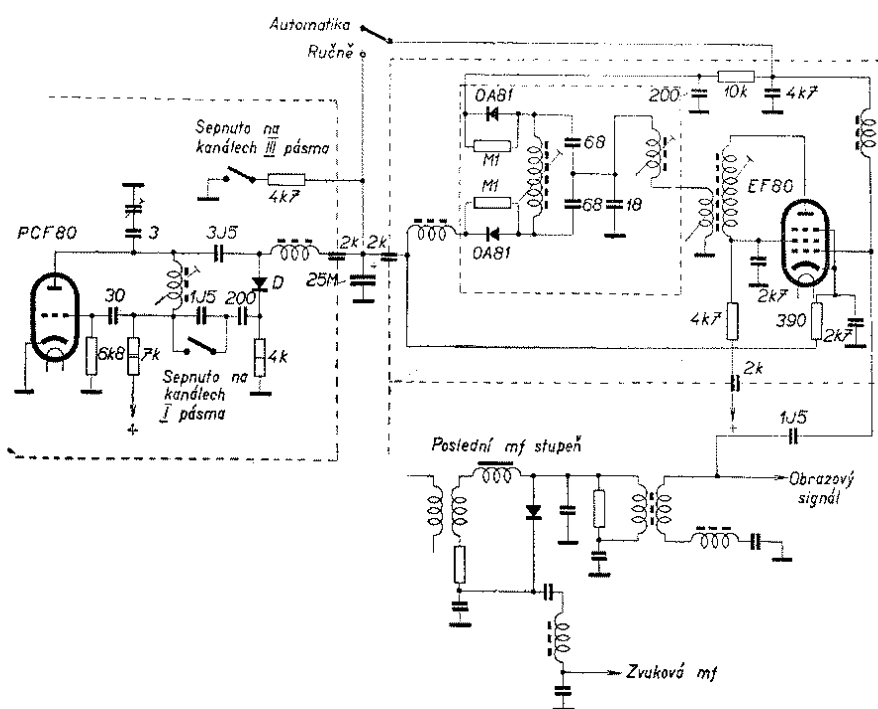 Automatika
Ručně
Sepnuto na
kanálech III pásma
4k7
PCF80
3
3J5
D
2k
2k
25M
+
30
1J5
200
6k8
7k
4k
+
Sepnuto na
kanálech
I pásma
0A81
M1
M1
0A81
68
68
18
200
10k
4k7
EF80
2k7
4k7
390
2k7
2k
+
1J5
Poslední mf stupeň
Obrazový
signál
Zvuková mf